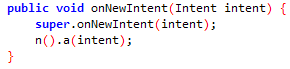 public void onNewIntent(Intent intent) {
    super.onNewIntent(intent);
    n().a(intent);
}